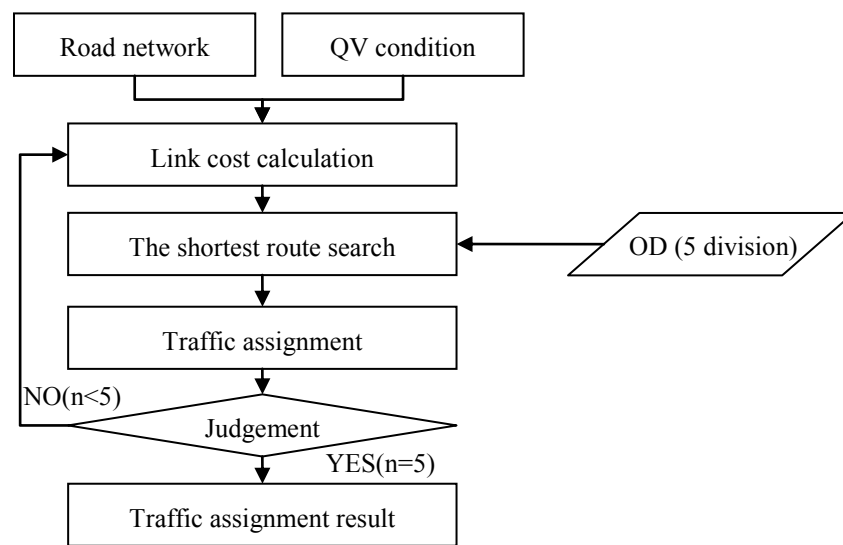 Road network
QV condition
Link cost calculation
The shortest route search
OD (5 division)
Traffic assignment
NO(n<5)
Judgement
YES(n=5)
Traffic assignment result